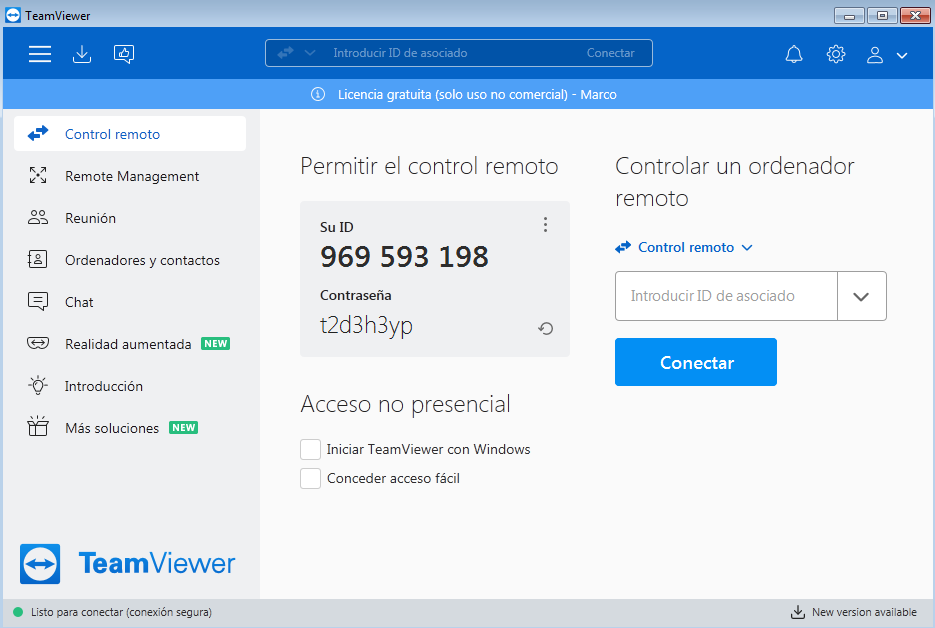 TeamViewer
Introducir ID de asociado
Conectar
Licencia gratuita (solo uso no comercial) - Marco
Control remoto
Remote Management
Reunión
Ordenadores y contactos
Chat
Realidad aumentada NEW
Introducción
Más soluciones NEW
TeamViewer
Permitir el control remoto
Su ID
969 593 198
Contraseña
t2d3h3yp
Acceso no presencial
Iniciar TeamViewer con Windows
Conceder acceso fácil
Controlar un ordenador
remoto
Control remoto
Introducir ID de asociado
Conectar
Listo para conectar (conexión segura)
New version available